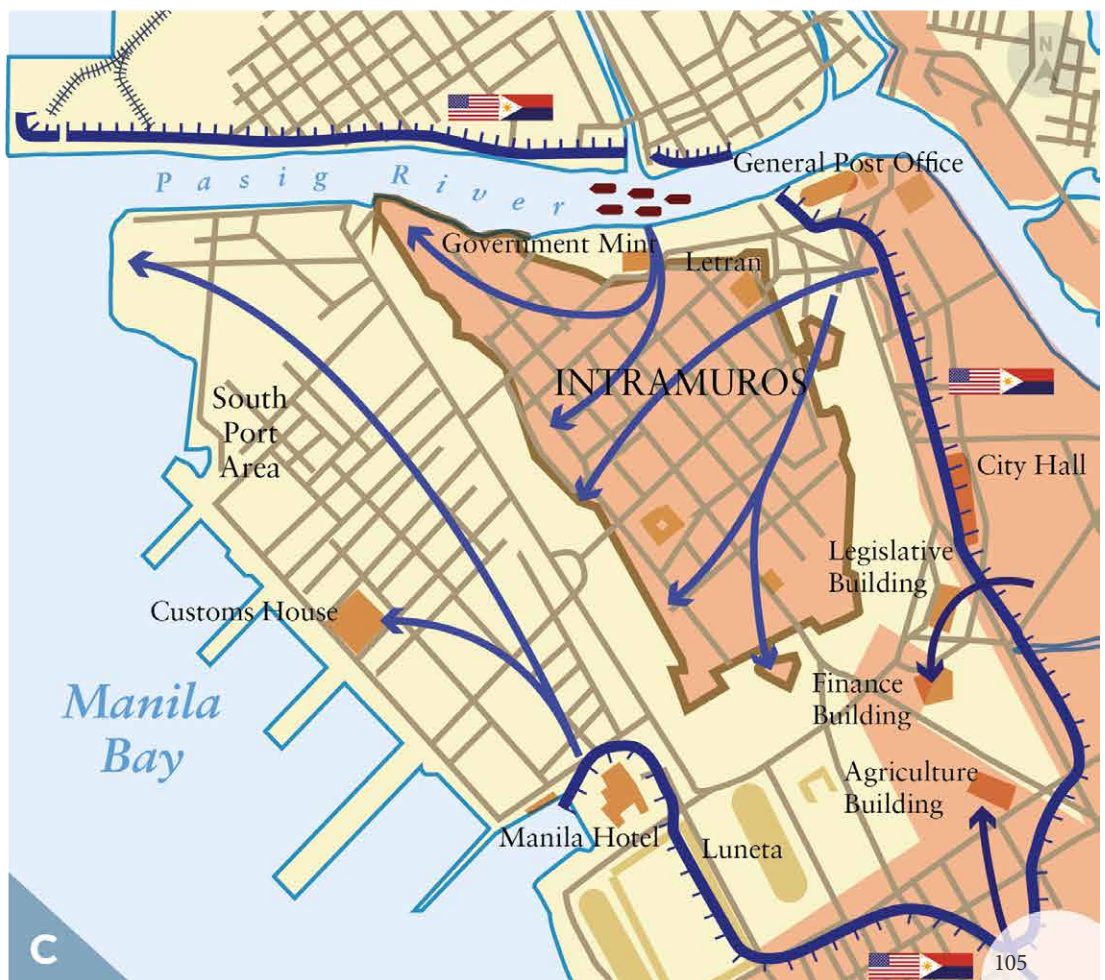 N
General Post Office
Pasig River
Government Mint
Letran
INTRAMUROS
South
Port
Area
City Hall
Legislative
Building
Customs House
Finance
Building
Manila
Bay
Agriculture
Building
Manila Hotel
Luneta
C
105